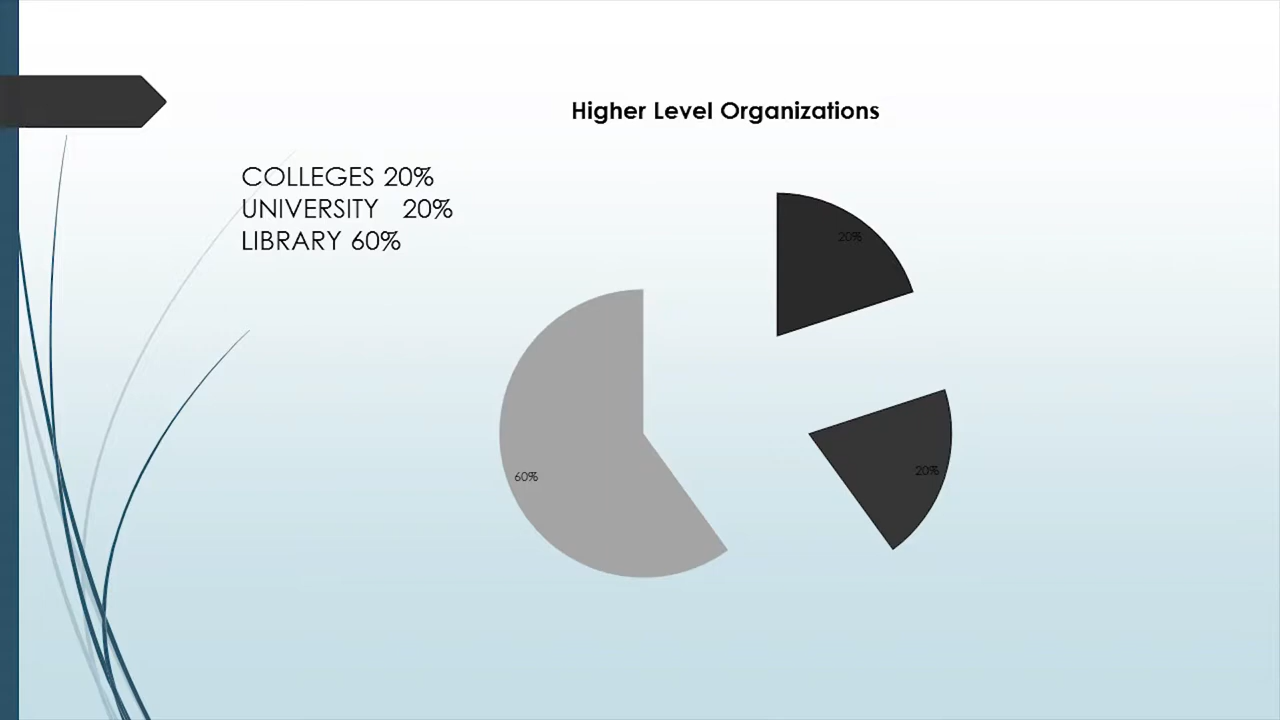 Higher Level Organizations
COLLEGES 20%
UNIVERSITY 20%
LIBRARY 60%
20%
20%
60%